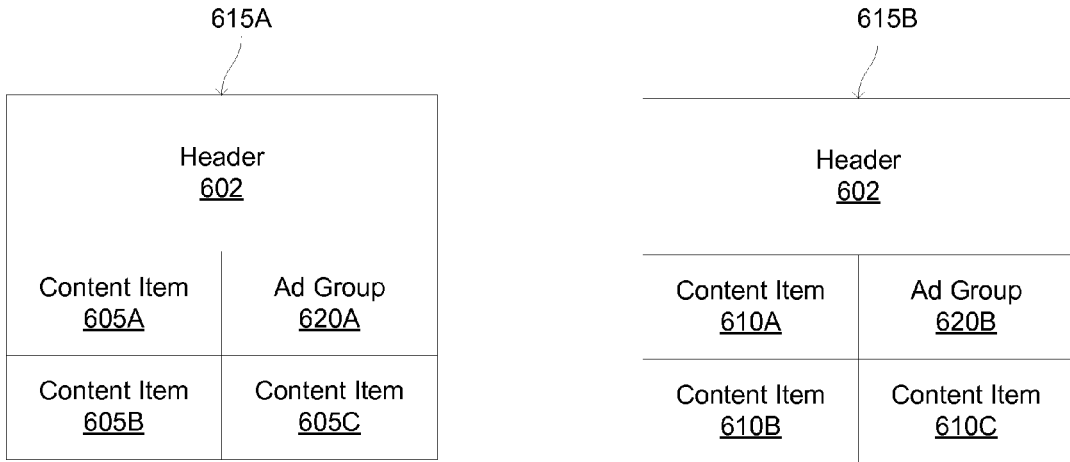 615A
Header
602
Content Item
605A
Ad Group
620A
Content Item
605B
Content Item
605C
615B
Header
602
Content Item
610A
Ad Group
620B
Content Item
610B
Content Item
610C